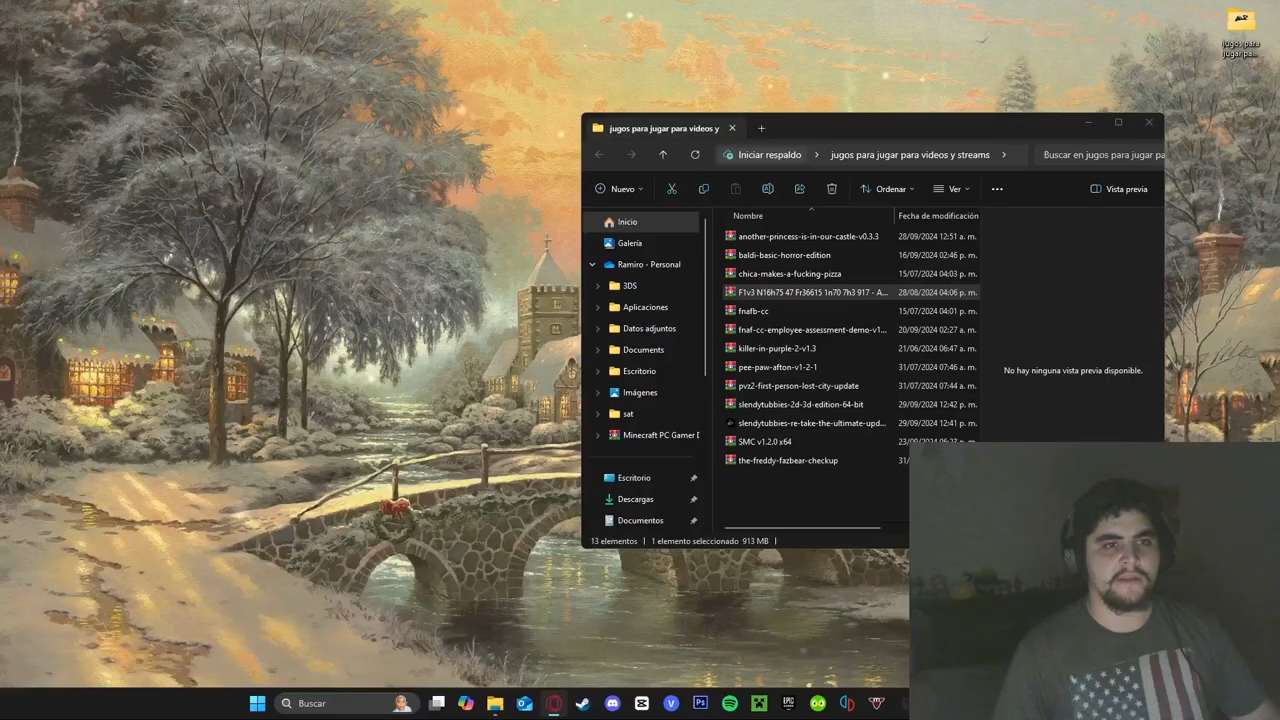 jugos para
jugar pa...
jugos para jugar para videos y
Iniciar respaldo
jugos para jugar para videos y streams
Buscar en jugos para jugar pa
Nuevo
Ordenar
Ver
Vista previa
Inicio
Galería
Ramiro - Personal
3DS
Aplicaciones
Datos adjuntos
Documents
Escritorio
Imágenes
sat
Minecraft PC Gamer D
Escritorio
Descargas
Documentos
Nombre
Fecha de modificación
another-princess-is-in-our-castle-v0.3.3 28/09/2024 12:51 a. m.
baldi-basic-horror-edition 16/09/2024 02:46 p. m.
chica-makes-a-fucking-pizza 15/07/2024 04:03 p. m.
F1v3 N16h75 47 Fr36615 1n70 7h3 917 - A... 28/08/2024 04:06 p. m.
fnafb-cc 15/07/2024 04:01 p. m.
fnaf-cc-employee-assessment-demo-v1... 20/09/2024 02:27 a. m.
killer-in-purple-2-v1.3 21/06/2024 06:47 a. m.
pee-paw-afton-v1-2-1 31/07/2024 07:46 a. m.
pvz2-first-person-lost-city-update 31/07/2024 07:44 a. m.
slendytubbies-2d-3d-edition-64-bit 29/09/2024 12:42 p. m.
slendytubbies-re-take-the-ultimate-upd... 29/09/2024 12:41 p. m.
SMC v1.2.0 x64
the-freddy-fazbear-checkup 31/
No hay ninguna vista previa disponible.
13 elementos
1 elemento seleccionado 913 MB
Buscar
Ps
EPIC